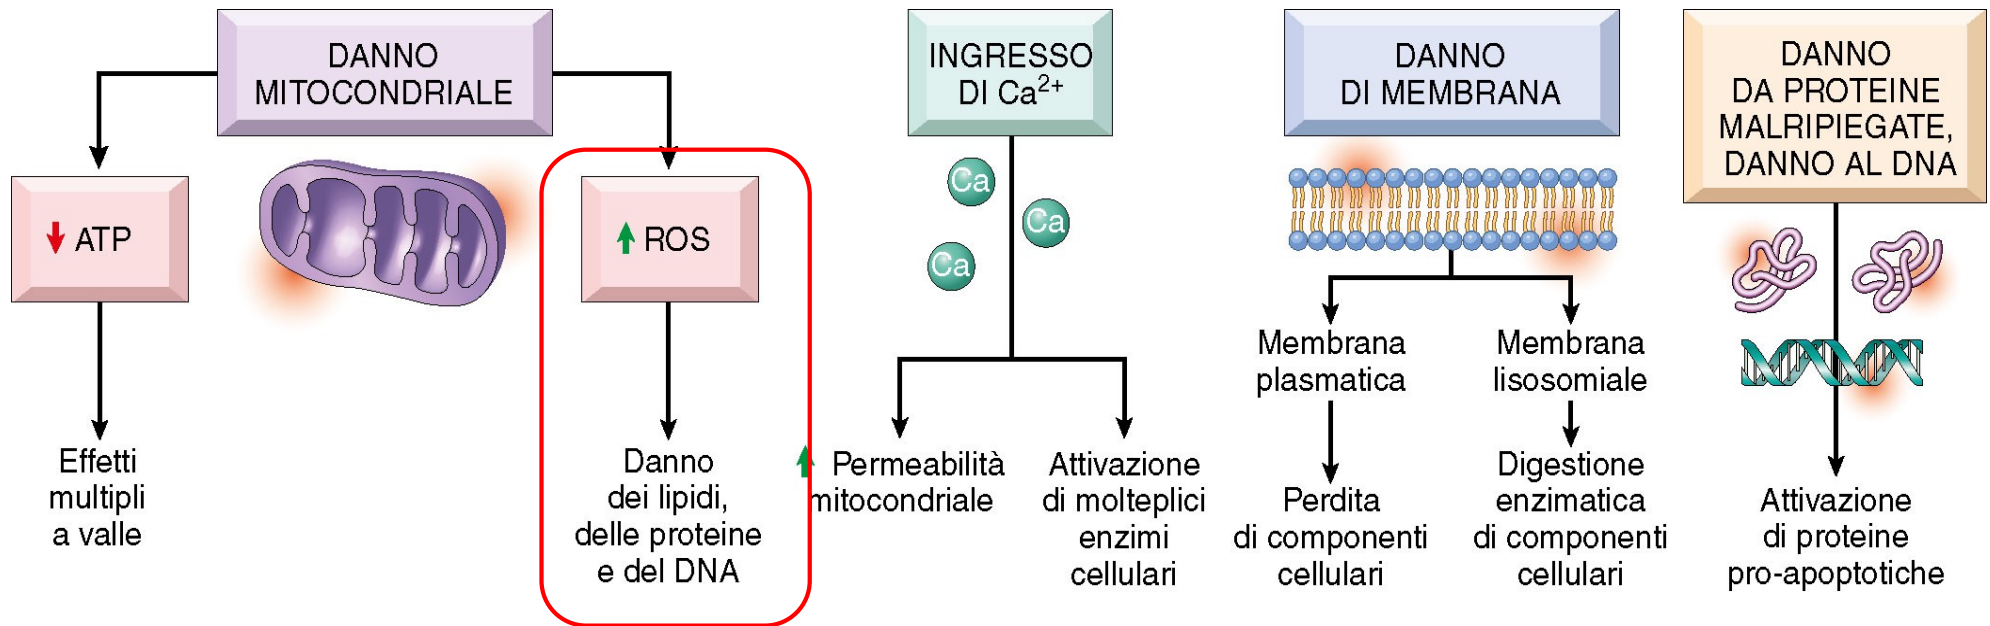 DANNO
MITOCONDRIALE
ATP
ROS
Effetti
multipli
a valle
Danno
dei lipidi,
delle proteine
e del DNA
INGRESSO
DI Ca²⁺
Ca
Ca
Ca
Permeabilità
mitocondriale
Attivazione
di molteplici
enzimi
cellulari
DANNO
DI MEMBRANA
Membrana
plasmatica
Perdita
di componenti
cellulari
Membrana
lisosomiale
Digestione
enzimatica
di componenti
cellulari
DANNO
DA PROTEINE
MALRIPIEGATE,
DANNO AL DNA
Attivazione
di proteine
pro-apoptotiche